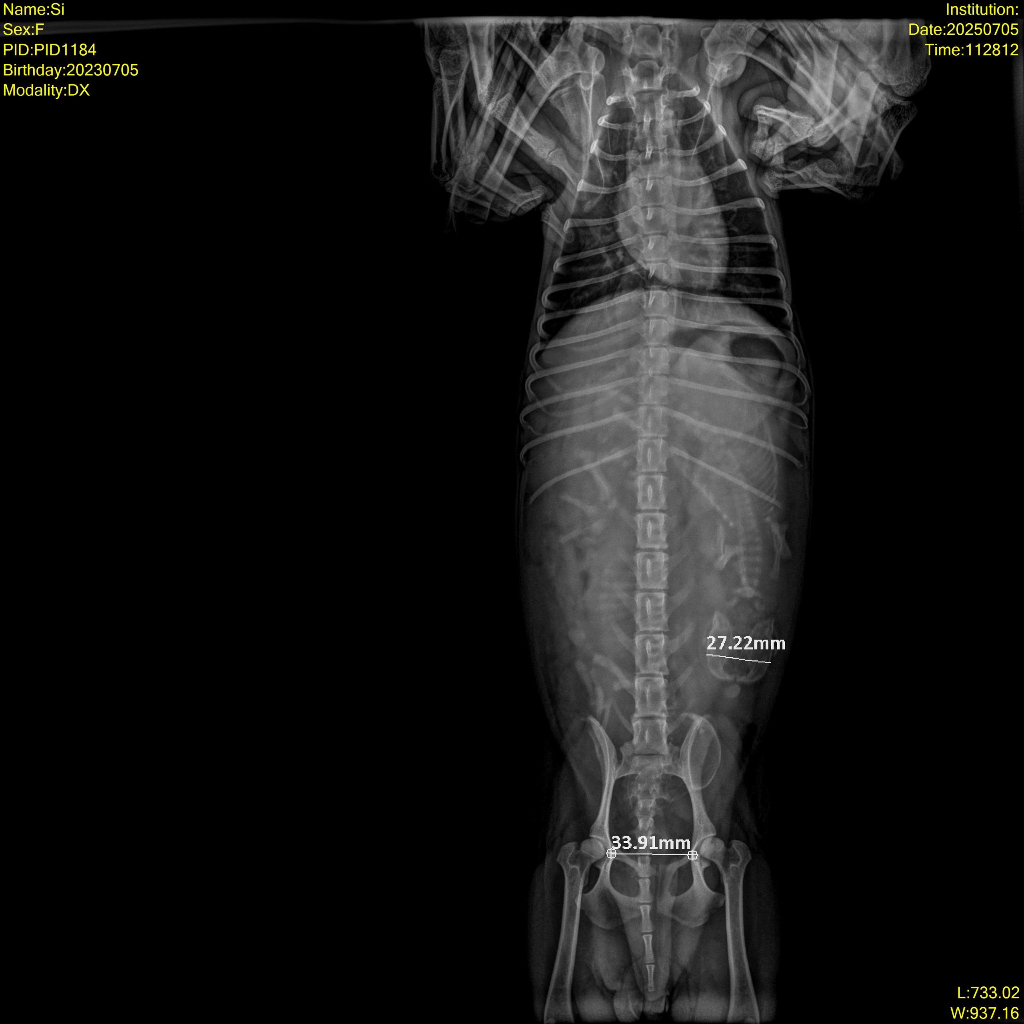 Name:Si
Sex:F
PID:PID1184
Birthday:20230705
Modality:DX
Institution:
Date:20250705
Time:112812
27.22mm
33.91mm
L:733.02
W:937.16